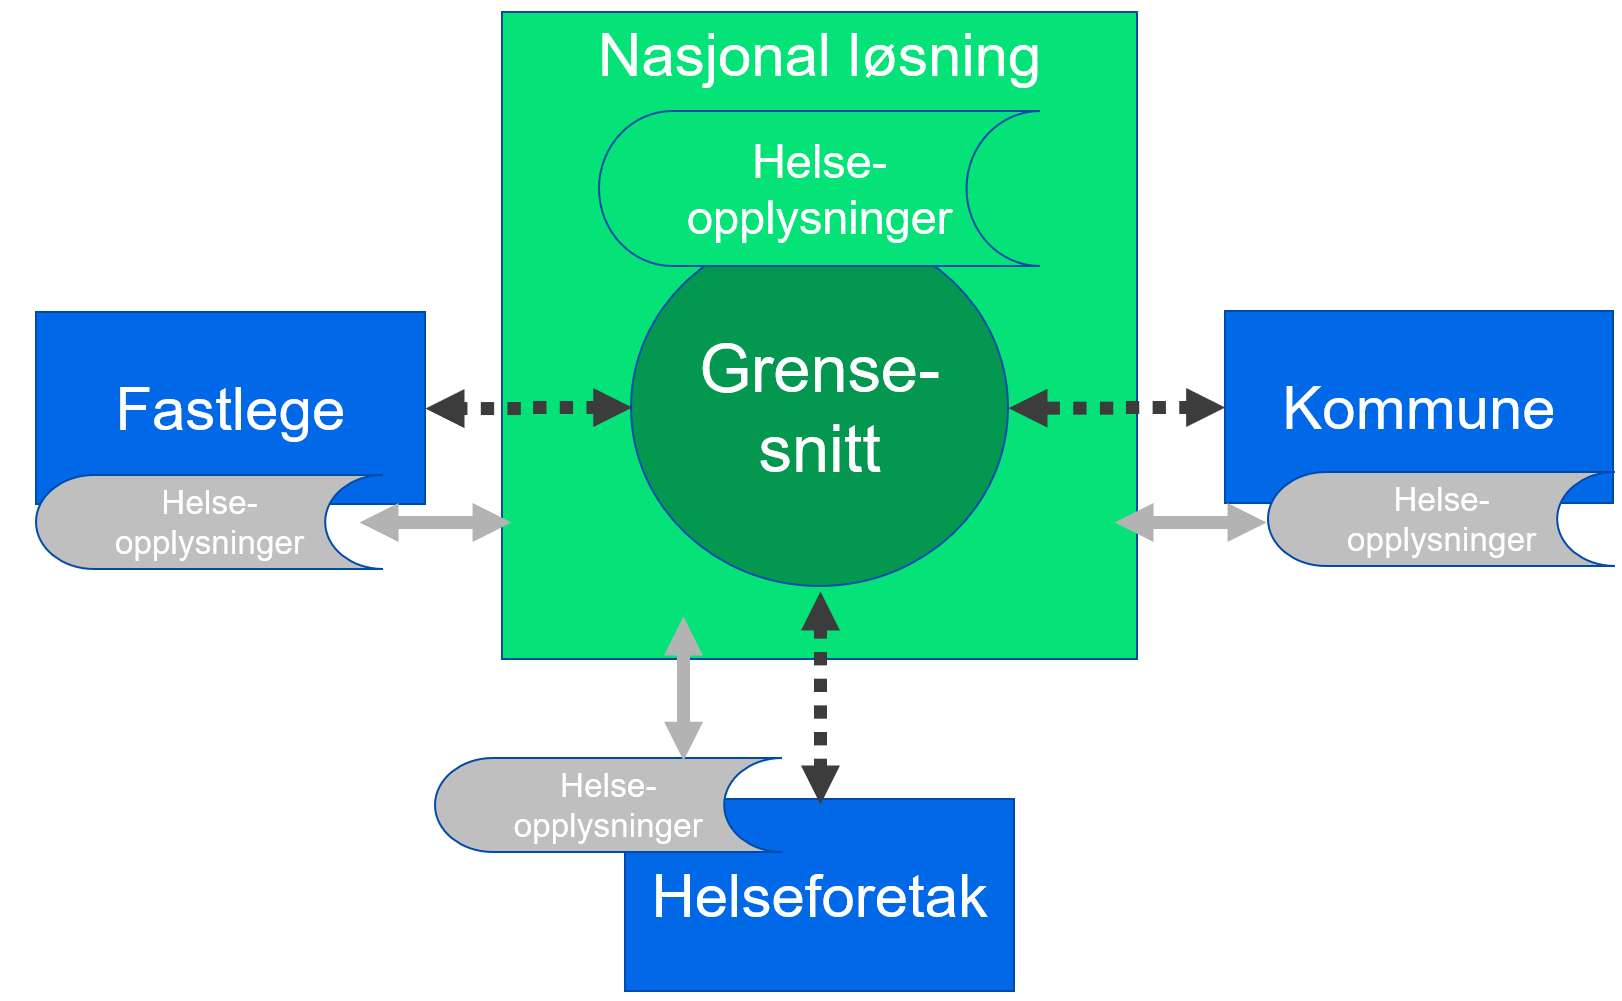 Nasjonal løsning
Helse-
opplysninger
Grense-
snitt
Fastlege
Helse-
opplysninger
Kommune
Helse-
opplysninger
Helse-
opplysninger
Helseforetak